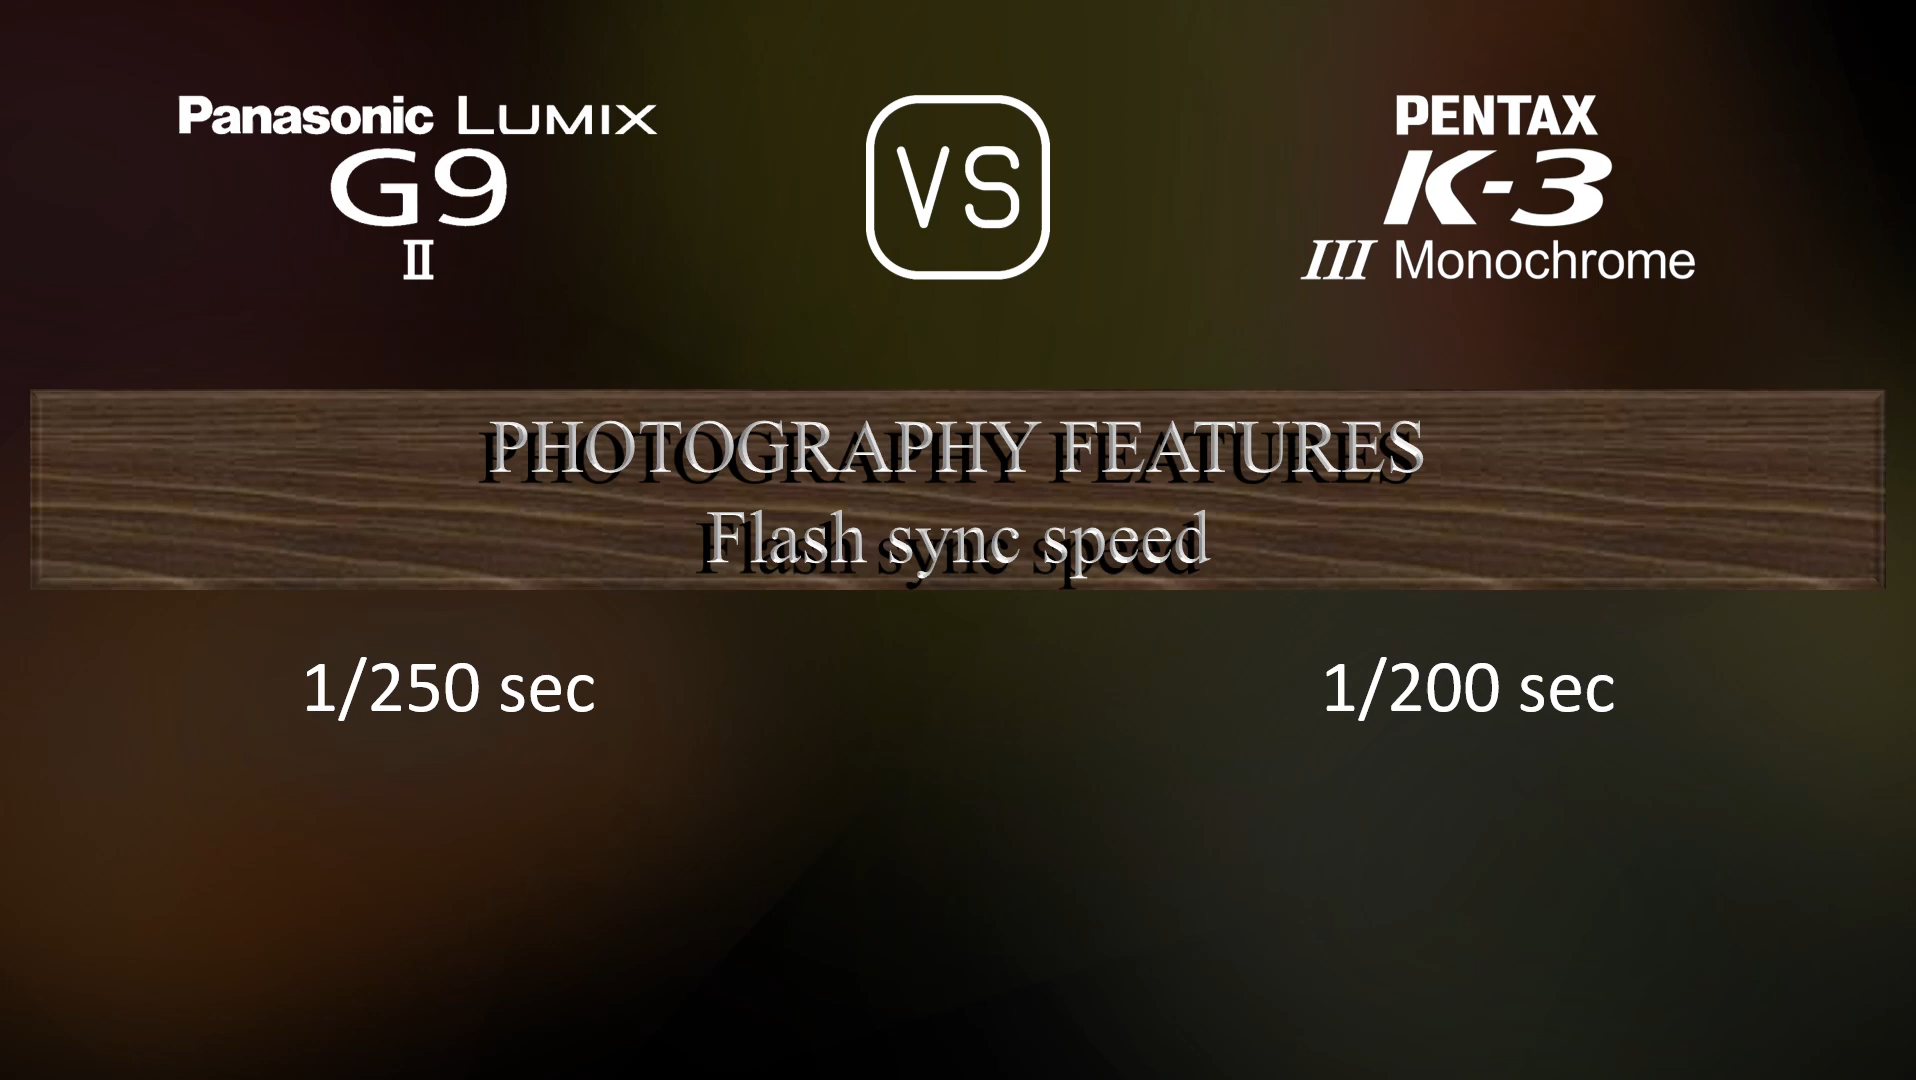 Panasonic LUMIX
G9
II
VS
PENTAX
K-3
III Monochrome
PHOTOGRAPHY FEATURES
Flash sync speed
1/250 sec
1/200 sec